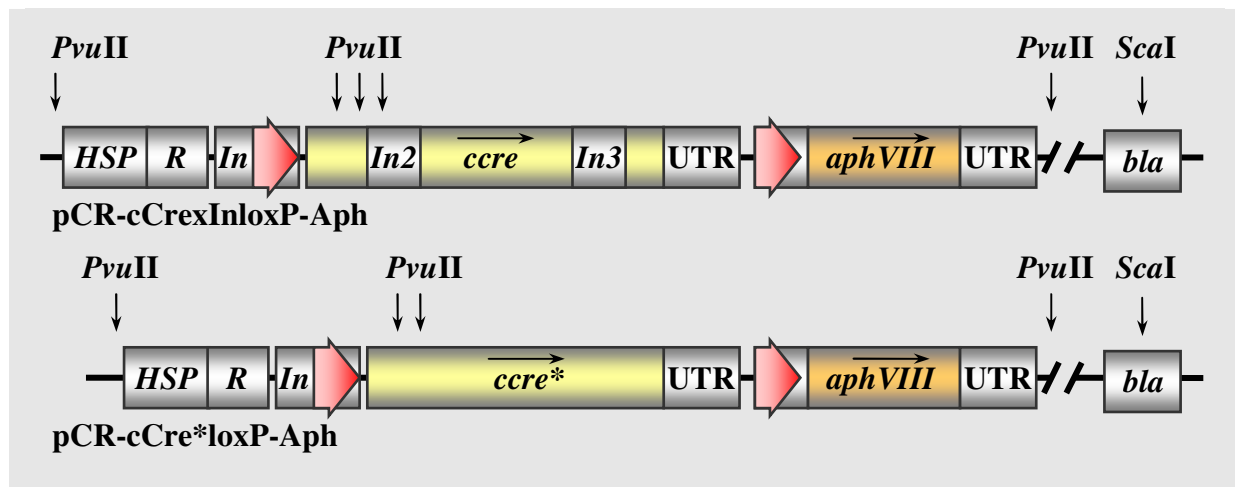 PvuII PvuII PvuII ScaI
HSP R In In2 ccre In3 UTR aphVIII UTR bla
pCR-cCrexInloxP-Aph
PvuII PvuII PvuII ScaI
HSP R In ccre* UTR aphVIII UTR bla
pCR-cCre*loxP-Aph